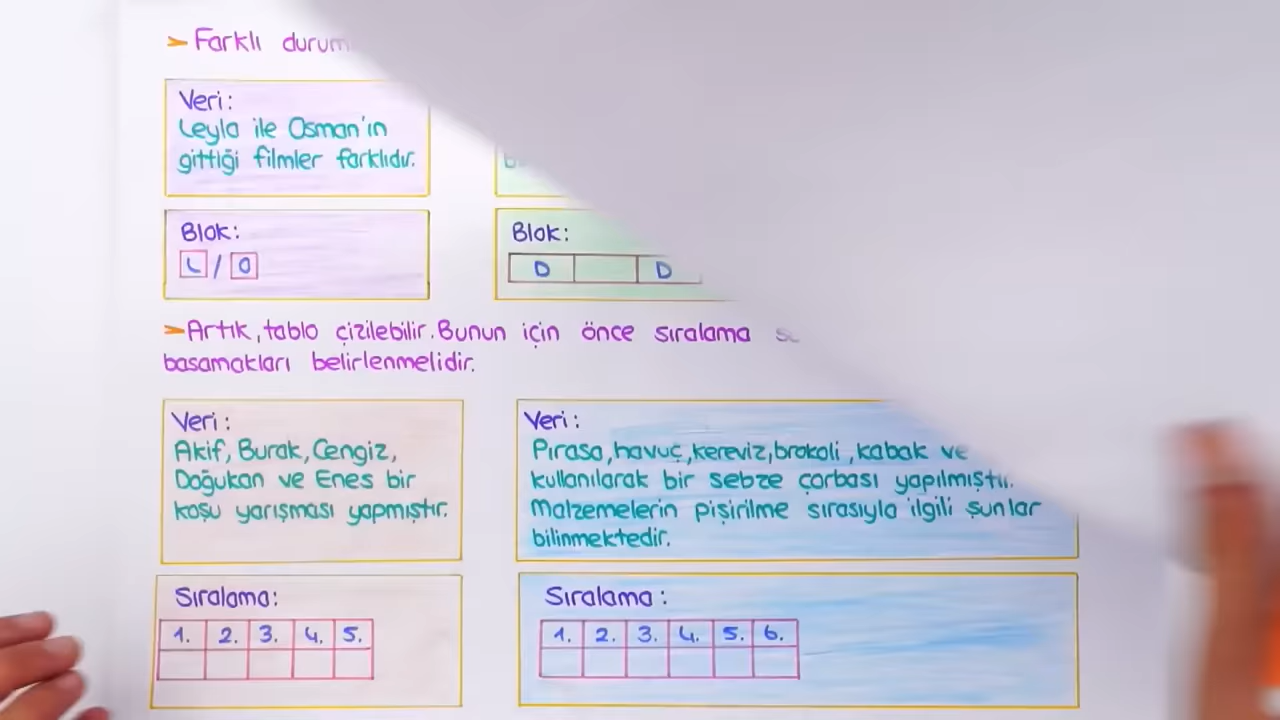 ➤ Farklı
Veri:
Leyla ile Osman'ın
gittiği filmler farklıdır.
Blok:
L / O
Blok:
D D
➤Artık, tablo çizilebilir. Bunun için önce sıralama
basamakları belirlenmelidir.
Veri:
Akif, Burak, Cengiz,
Doğukan ve Enes bir
koşu yarışması yapmıştır.
Veri:
Pırasa, havuç, kereviz, brokoli, kabak ve
kullanılarak bir sebze çorbası yapılmıştır.
Malzemelerin pişirilme sırasıyla ilgili şunlar
bilinmektedir.
Sıralama:
1. 2. 3. 4. 5.
Sıralama:
1. 2. 3. 4. 5. 6.